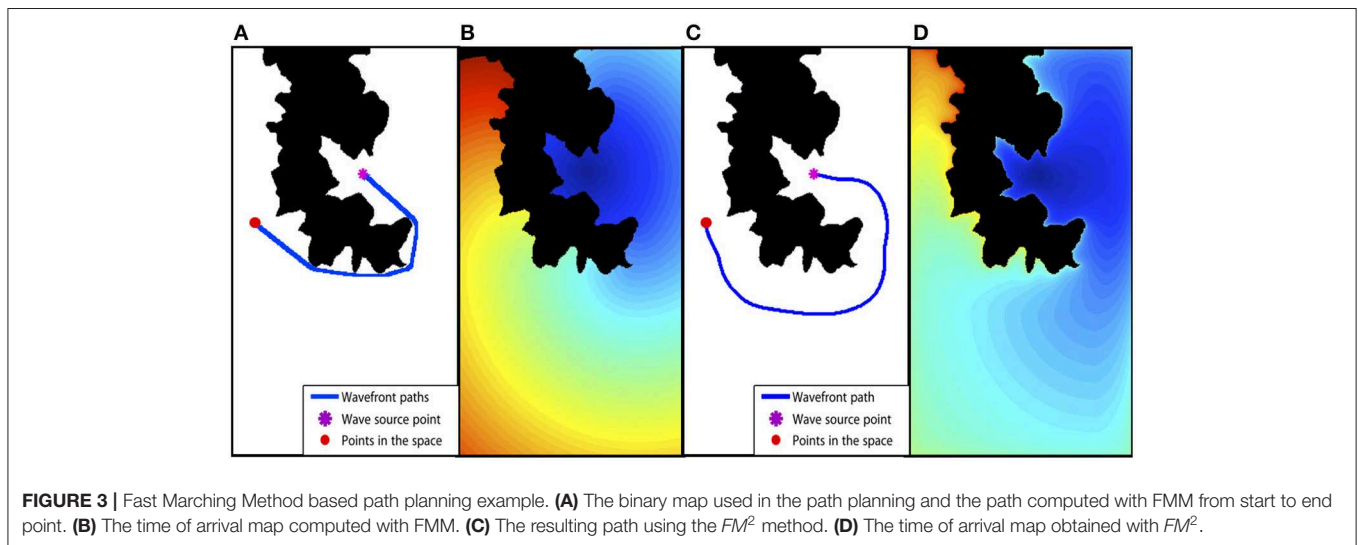 A
B
C
D
Wavefront paths
Wave source point
Points in the space
Wavefront path
Wave source point
Points in the space
FIGURE 3 | Fast Marching Method based path planning example. (A) The binary map used in the path planning and the path computed with FMM from start to end
point. (B) The time of arrival map computed with FMM. (C) The resulting path using the FM² method. (D) The time of arrival map obtained with FM².